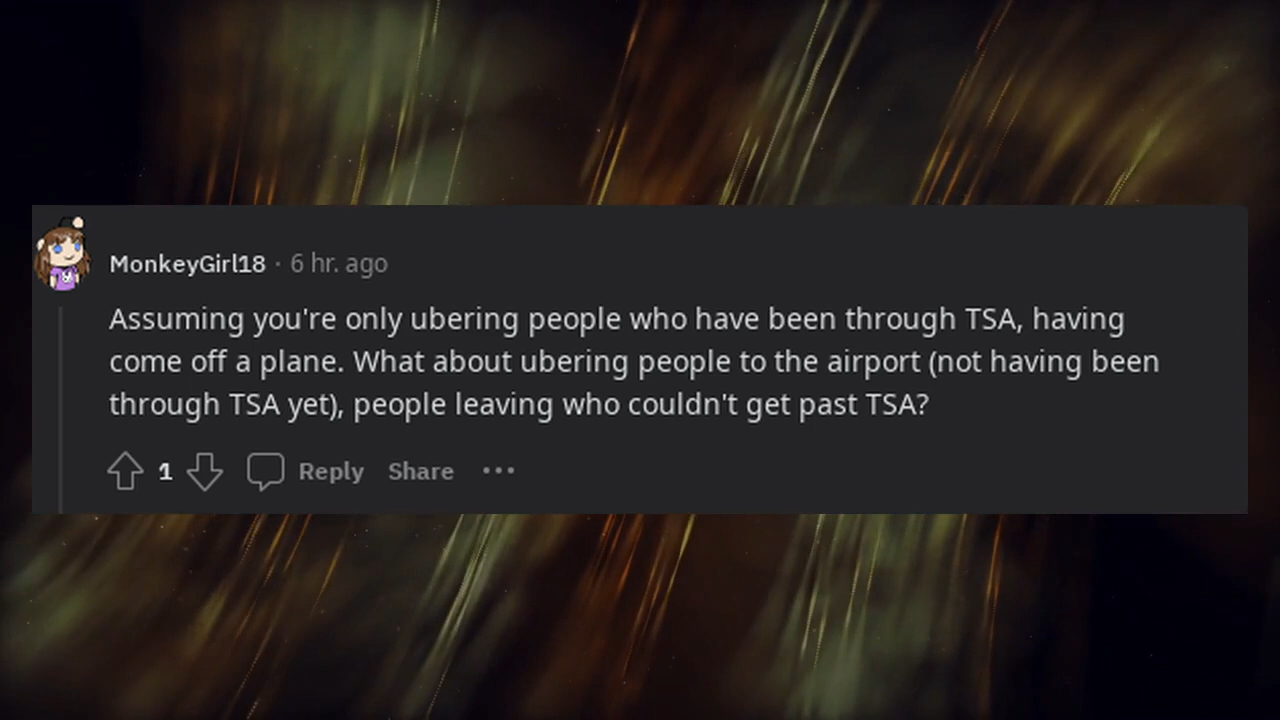 MonkeyGirl18 · 6 hr. ago
Assuming you're only ubering people who have been through TSA, having
come off a plane. What about ubering people to the airport (not having been
through TSA yet), people leaving who couldn't get past TSA?
1 Reply Share ···